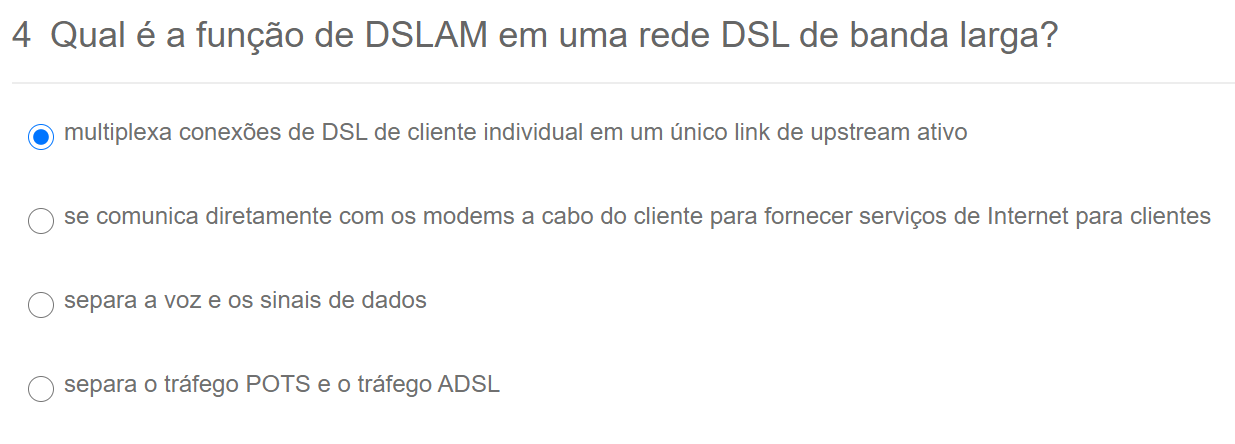 4 Qual é a função de DSLAM em uma rede DSL de banda larga?
multiplexa conexões de DSL de cliente individual em um único link de upstream ativo
se comunica diretamente com os modems a cabo do cliente para fornecer serviços de Internet para clientes
separa a voz e os sinais de dados
separa o tráfego POTS e o tráfego ADSL